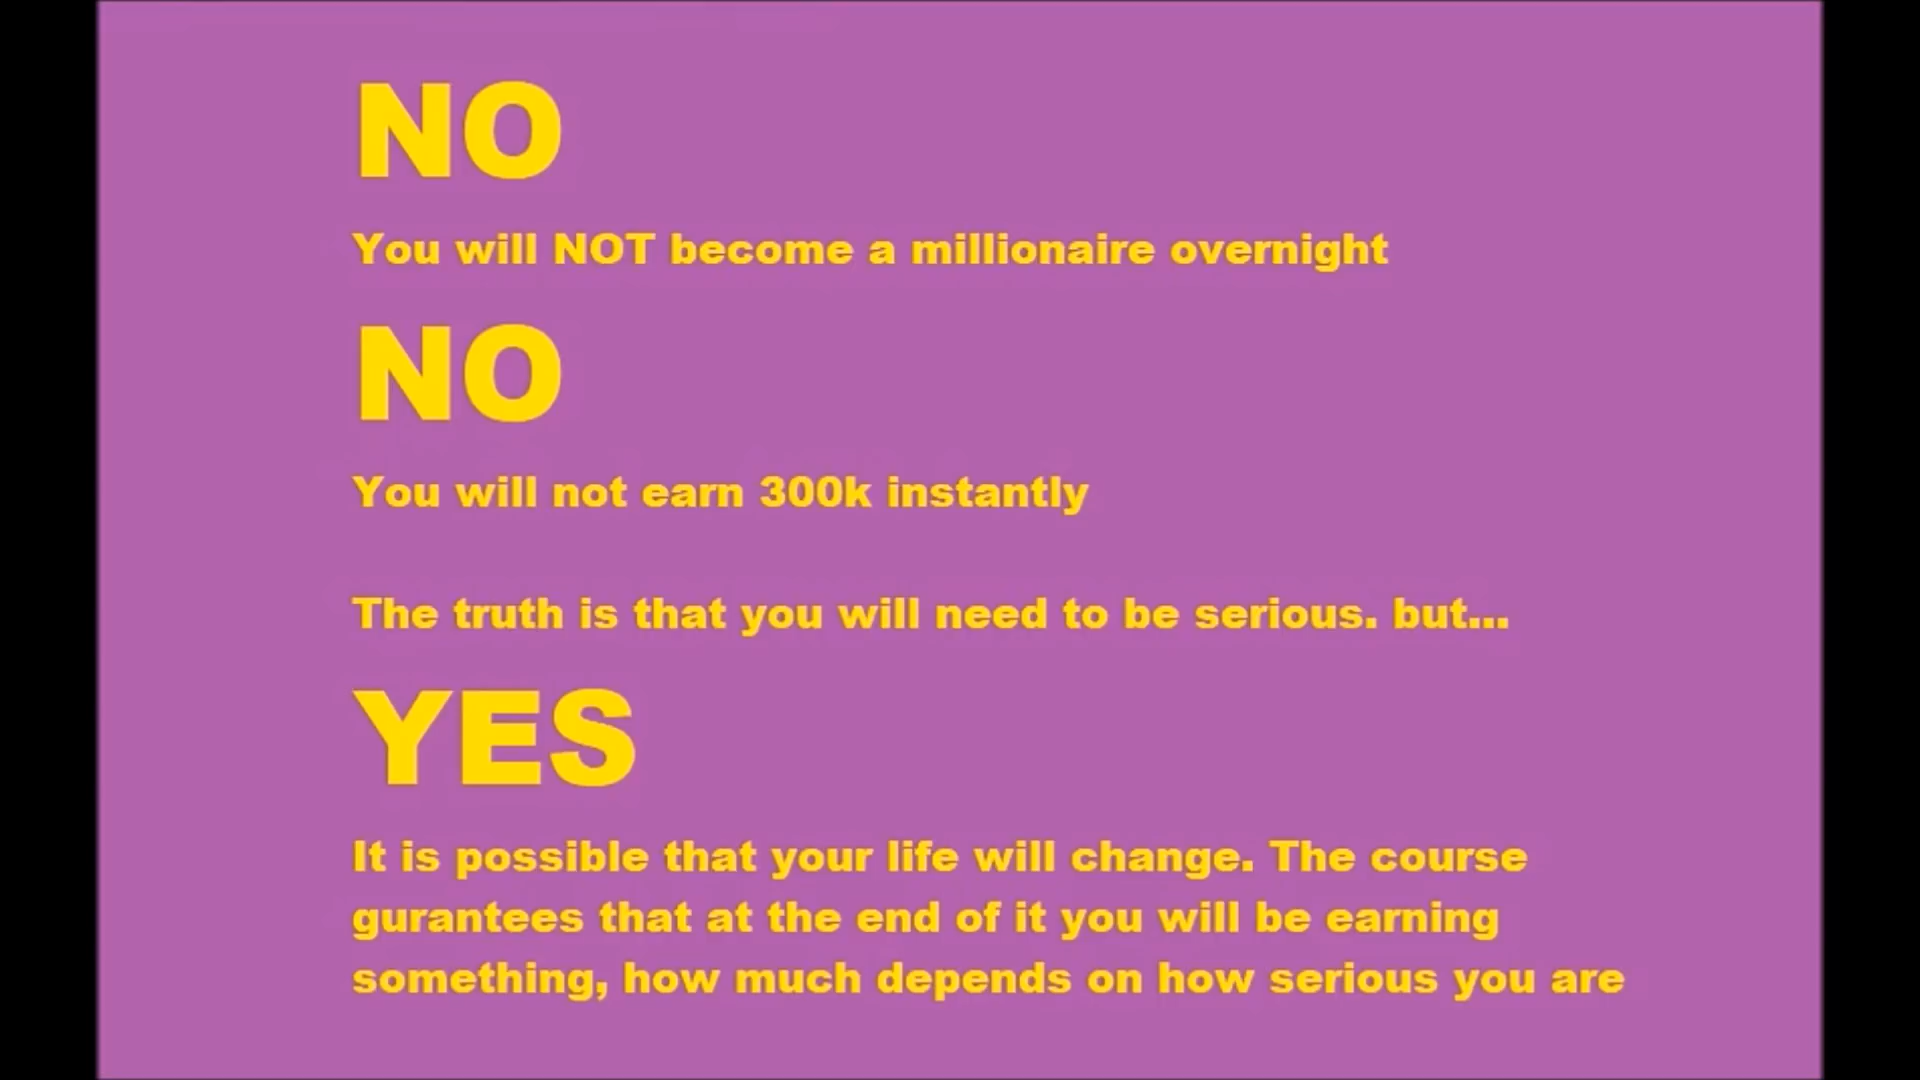 NO
You will NOT become a millionaire overnight
NO
You will not earn 300k instantly
The truth is that you will need to be serious. but...
YES
It is possible that your life will change. The course
gurantees that at the end of it you will be earning
something, how much depends on how serious you are